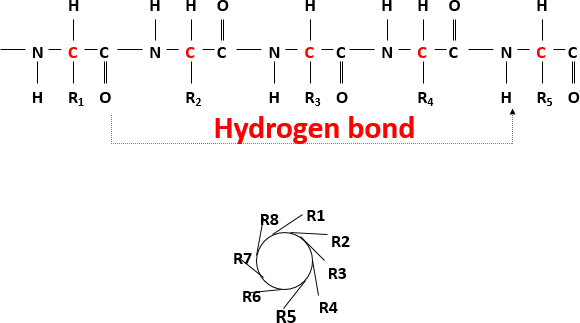 H H H O H H H O H
N C C N C C N C C N C C N C C
H R1 O R2 H R3 O R4 H R5 O
Hydrogen bond
R8 R1
R2
R7 R3
R6 R4
R5